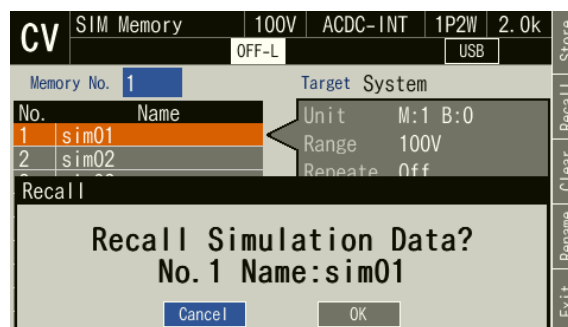 CV SIM Memory 100V ACDC-INT 1P2W 2.0k
OFF-L USB
Memory No. 1 Target System
No. Name Unit M:1 B:0
1 sim01 Range 100V
2 sim02 Repeate Off
Recall
Recall Simulation Data?
No.1 Name:sim01
Cancel OK
Store
Recall
Clear
Rename
Exit